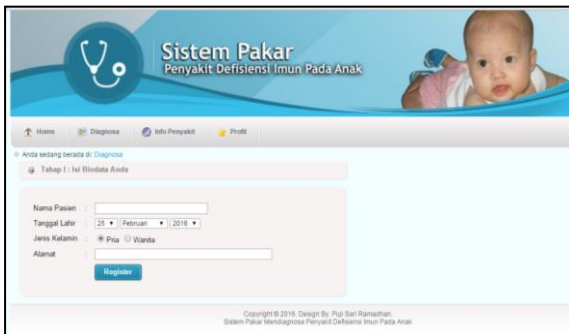 Sistem Pakar
Penyakit Defisiensi Imun Pada Anak
Home Diagnosa Info Penyakit Profil
Anda sedang berada di: Diagnosa
Tahap I : Isi Biodata Anda
Nama Pasien :
Tanggal Lahir : 25 Februari 2016
Jenis Kelamin : Pria Wanita
Alamat :
Register
Copyright © 2016. Design By. Puji Sari Ramadhan.
Sistem Pakar Mendiagnosa Penyakit Defisiensi Imun Pada Anak